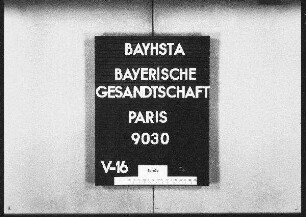 BAYHSTA
BAYERISCHE
GESANDTSCHAFT
PARIS
9030
V-16